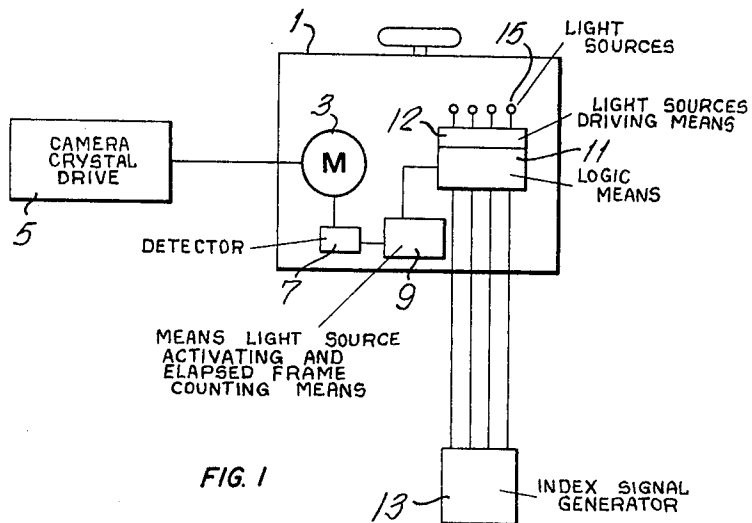 1
15
LIGHT
SOURCES
3
M
12
LIGHT SOURCES
DRIVING MEANS
11
LOGIC
MEANS
CAMERA
CRYSTAL
DRIVE
5
DETECTOR
7
9
MEANS LIGHT SOURCE
ACTIVATING AND
ELAPSED FRAME
COUNTING MEANS
FIG. 1
13
INDEX SIGNAL
GENERATOR